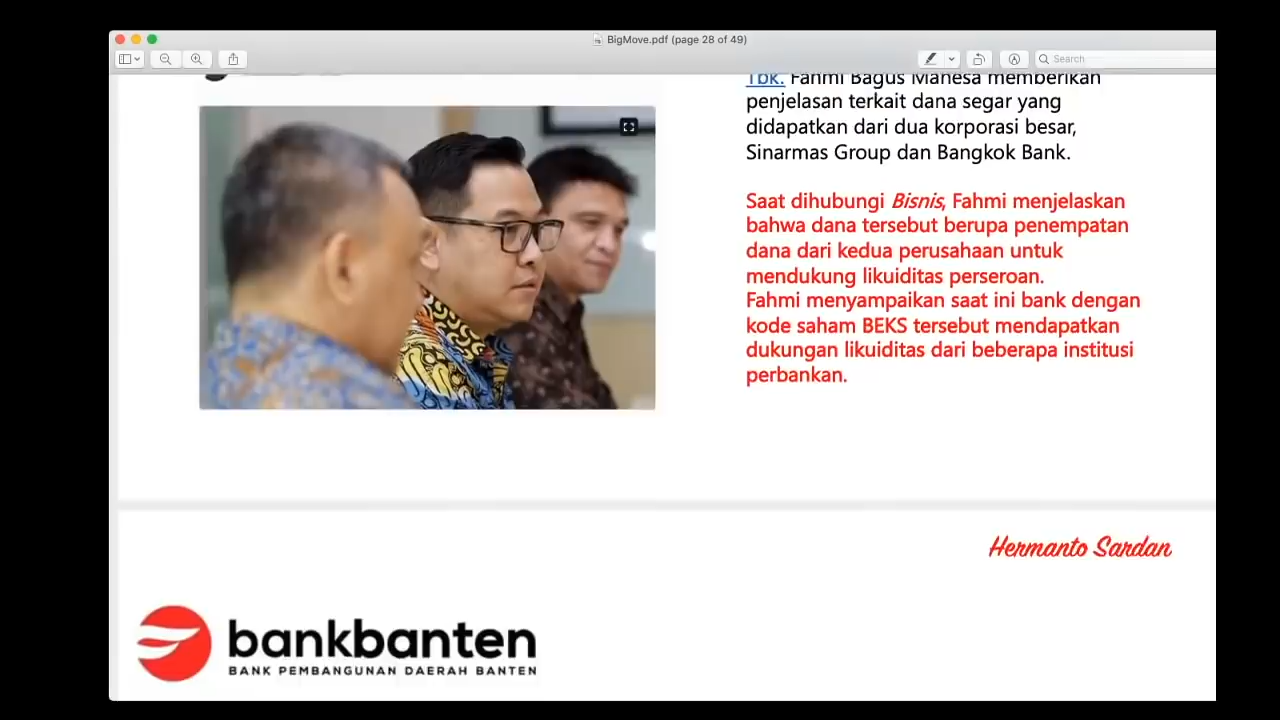 BigMove.pdf (page 28 of 49)
Search
Tbk. Fahmi Bagus Mahesa memberikan
penjelasan terkait dana segar yang
didapatkan dari dua korporasi besar,
Sinarmas Group dan Bangkok Bank.
Saat dihubungi Bisnis, Fahmi menjelaskan
bahwa dana tersebut berupa penempatan
dana dari kedua perusahaan untuk
mendukung likuiditas perseroan.
Fahmi menyampaikan saat ini bank dengan
kode saham BEKS tersebut mendapatkan
dukungan likuiditas dari beberapa institusi
perbankan.
Hermanto Sardan
bankbanten
BANK PEMBANGUNAN DAERAH BANTEN